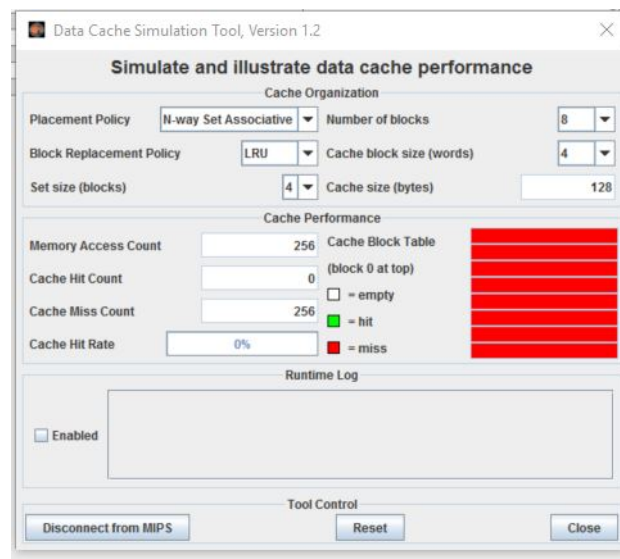 Data Cache Simulation Tool, Version 1.2
Simulate and illustrate data cache performance
Cache Organization
Placement Policy N-way Set Associative Number of blocks 8
Block Replacement Policy LRU Cache block size (words) 4
Set size (blocks) 4 Cache size (bytes) 128
Cache Performance
Memory Access Count 256 Cache Block Table
(block 0 at top)
Cache Hit Count 0
= empty
Cache Miss Count 256
= hit
Cache Hit Rate 0%
= miss
Runtime Log
Enabled
Tool Control
Disconnect from MIPS Reset Close